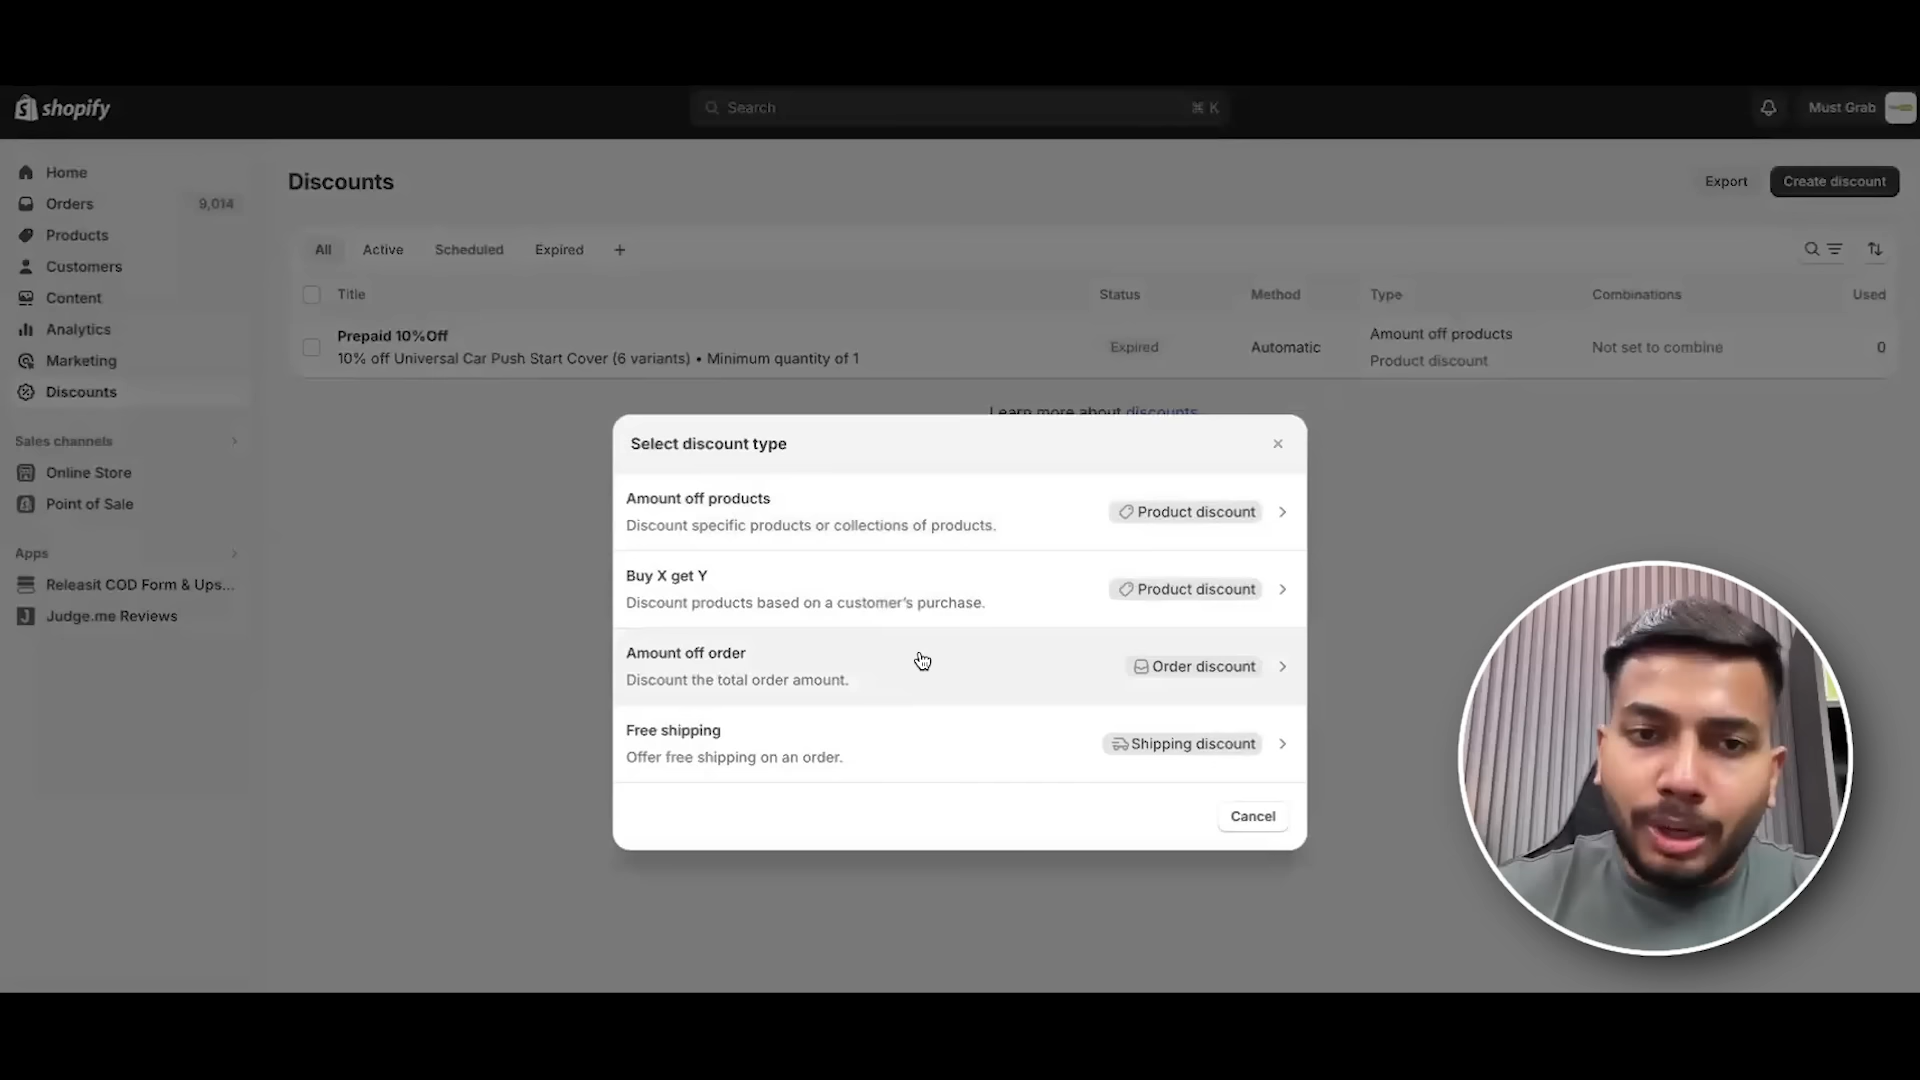 shopify
Search
⌘ K
Must Grab
Home
Orders
9,014
Products
Customers
Content
Analytics
Marketing
Discounts
Sales channels
Online Store
Point of Sale
Apps
Releasit COD Form & Ups...
Judge.me Reviews
Discounts
Export
Create discount
All
Active
Scheduled
Expired
+
Title
Status
Method
Type
Combinations
Used
Prepaid 10%Off
10% off Universal Car Push Start Cover (6 variants) • Minimum quantity of 1
Expired
Automatic
Amount off products
Product discount
Not set to combine
0
Learn more about discounts
Select discount type
Amount off products
Discount specific products or collections of products.
Product discount
Buy X get Y
Discount products based on a customer's purchase.
Product discount
Amount off order
Discount the total order amount.
Order discount
Free shipping
Offer free shipping on an order.
Shipping discount
Cancel